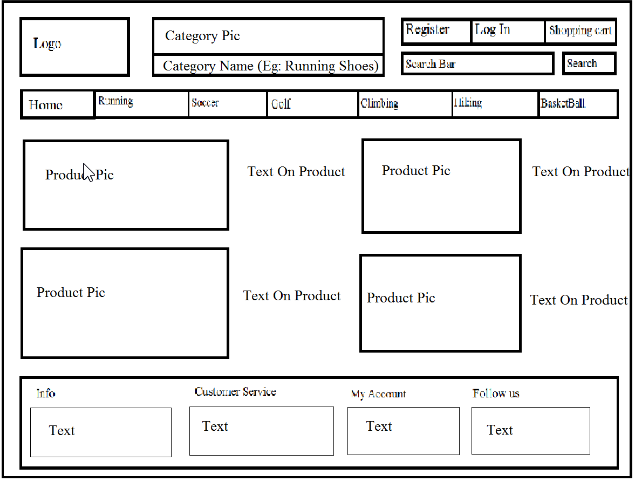 Logo
Category Pic
Category Name (Eg: Running Shoes)
Register Log In Shopping cart
Search Bar Search
Home Running Soccer Golf Climbing Hiking BasketBall
Product Pic Text On Product Product Pic Text On Product
Product Pic Text On Product Product Pic Text On Product
Info Customer Service My Account Follow us
Text Text Text Text